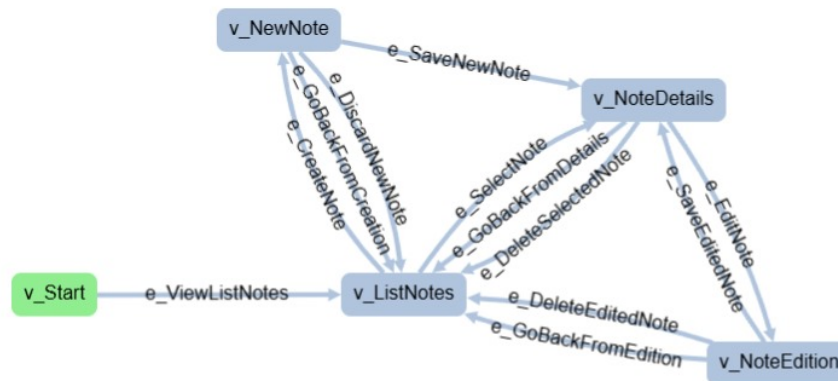 v_NewNote
e_SaveNewNote
v_NoteDetails
e_CreateNote
e_GoBackFromCreation
e_DiscardNewNote
e_SelectNote
e_GoBackFromDetails
e_DeleteSelectedNote
e_EditNote
e_SaveEditedNote
v_Start
e_ViewListNotes
v_ListNotes
e_DeleteEditedNote
e_GoBackFromEdition
v_NoteEdition